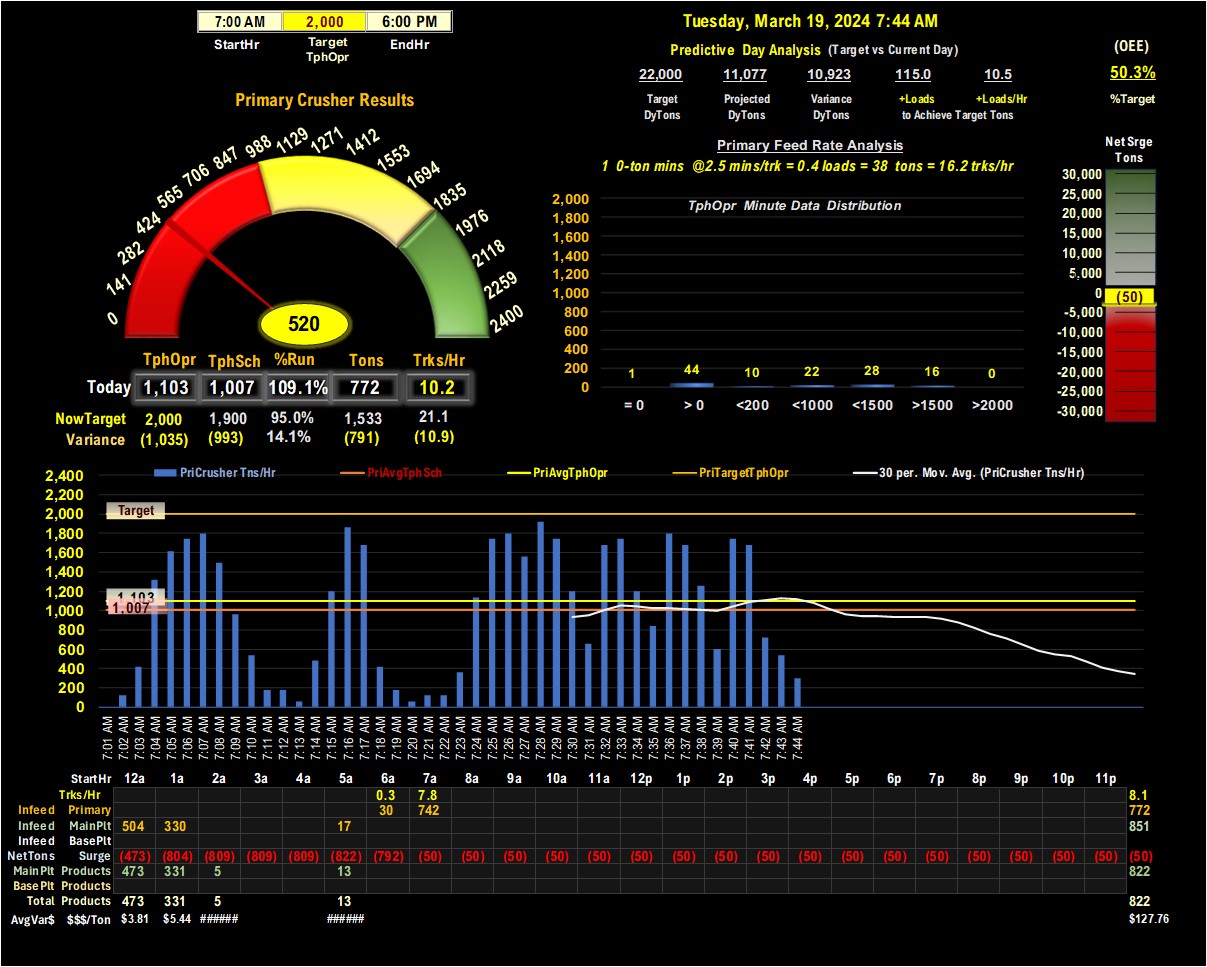 7:00 AM 2,000 6:00 PM
StartHr Target TphOpr EndHr
Tuesday, March 19, 2024 7:44 AM
Predictive Day Analysis (Target vs Current Day)
22,000 11,077 10,923 115.0 10.5
Target DyTons Projected DyTons Variance DyTons +Loads +Loads/Hr
to Achieve Target Tons
(OEE)
50.3%
%Target
Primary Crusher Results
0 141 282 424 565 706 847 988 1129 1271 1412 1553 1694 1835 1976 2118 2259 2400
520
TphOpr TphSch %Run Tons Trks/Hr
Today 1,103 1,007 109.1% 772 10.2
NowTarget 2,000 1,900 95.0% 1,533 21.1
Variance (1,035) (993) 14.1% (791) (10.9)
Primary Feed Rate Analysis
1 0-ton mins @2.5 mins/trk = 0.4 loads = 38 tons = 16.2 trks/hr
TphOpr Minute Data Distribution
2,000
1,800
1,600
1,400
1,200
1,000
800
600
400
200
0
1 44 10 22 28 16 0
= 0 > 0 <200 <1000 <1500 >1500 >2000
Net Srge
Tons
30,000
25,000
20,000
15,000
10,000
5,000
0
(50)
-5,000
-10,000
-15,000
-20,000
-25,000
-30,000
PriCrusher Tns/Hr PriAvgTphSch PriAvgTphOpr PriTargetTphOpr 30 per. Mov. Avg. (PriCrusher Tns/Hr)
2,400
2,200
2,000
1,800
1,600
1,400
1,200
1,000
800
600
400
200
0
Target
1,103
1,007
7:01 AM 7:02 AM 7:03 AM 7:04 AM 7:05 AM 7:06 AM 7:07 AM 7:08 AM 7:09 AM 7:10 AM 7:11 AM 7:12 AM 7:13 AM 7:14 AM 7:15 AM 7:16 AM 7:17 AM 7:18 AM 7:19 AM 7:20 AM 7:21 AM 7:22 AM 7:23 AM 7:24 AM 7:25 AM 7:26 AM 7:27 AM 7:28 AM 7:29 AM 7:30 AM 7:31 AM 7:32 AM 7:33 AM 7:34 AM 7:35 AM 7:36 AM 7:37 AM 7:38 AM 7:39 AM 7:40 AM 7:41 AM 7:42 AM 7:43 AM 7:44 AM
StartHr 12a 1a 2a 3a 4a 5a 6a 7a 8a 9a 10a 11a 12p 1p 2p 3p 4p 5p 6p 7p 8p 9p 10p 11p
Trks/Hr 0.3 7.8 8.1
Infeed Primary 30 742 772
Infeed MainPlt 504 330 17 851
Infeed BasePlt
NetTons Surge (473) (804) (809) (809) (809) (822) (792) (50) (50) (50) (50) (50) (50) (50) (50) (50) (50) (50) (50) (50) (50) (50) (50) (50) (50)
MainPlt Products 473 331 5 13 822
BasePlt Products
Total Products 473 331 5 13 822
AvgVar$ $$$/Ton $3.81 $5.44 ###### ###### $127.76